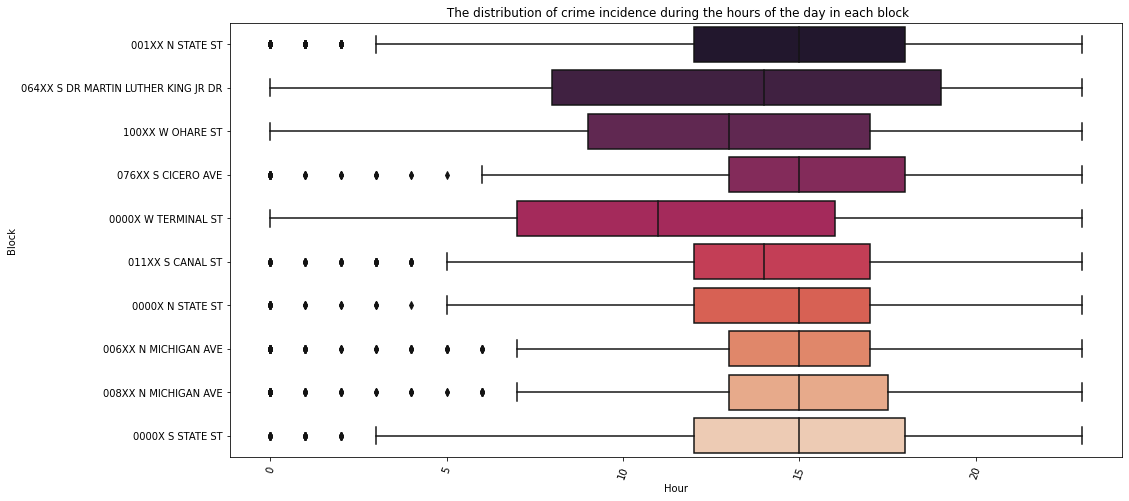 The distribution of crime incidence during the hours of the day in each block
001XX N STATE ST
064XX S DR MARTIN LUTHER KING JR DR
100XX W OHARE ST
076XX S CICERO AVE
0000X W TERMINAL ST
011XX S CANAL ST
0000X N STATE ST
006XX N MICHIGAN AVE
008XX N MICHIGAN AVE
0000X S STATE ST
Block
0
5
10
15
20
Hour